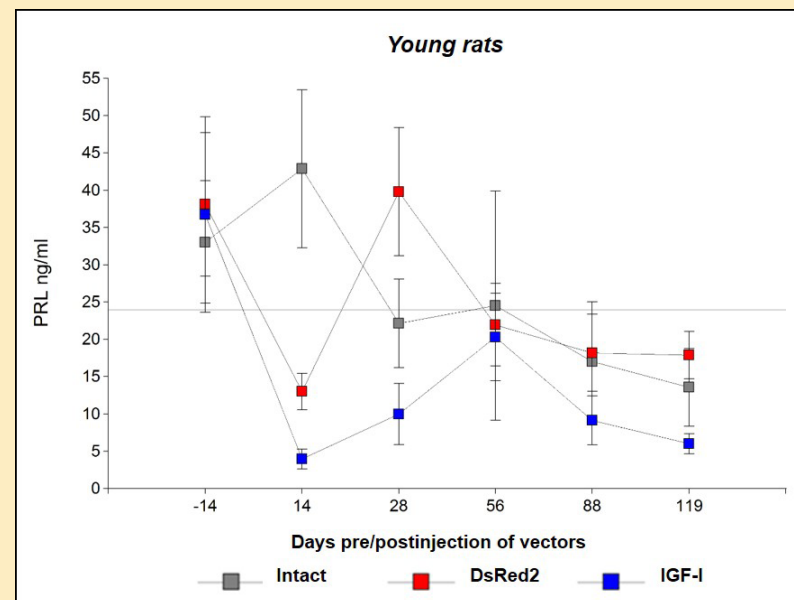 Young rats
55
50
45
40
35
30
25
20
15
10
5
0
PRL ng/ml
-14 14 28 56 88 119
Days pre/postinjection of vectors
Intact DsRed2 IGF-I